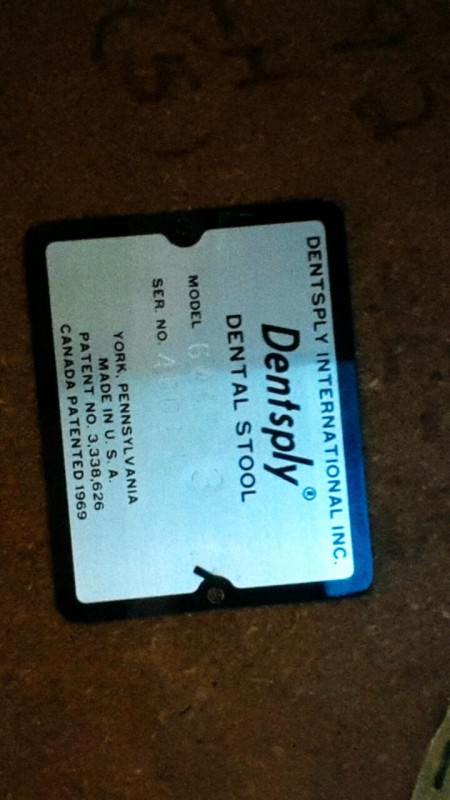 DENTSPLY INTERNATIONAL INC.
Dentsply®
DENTAL STOOL
MODEL
SER. NO.
YORK, PENNSYLVANIA
MADE IN U. S. A.
PATENT NO. 3,338,626
CANADA PATENTED 1969